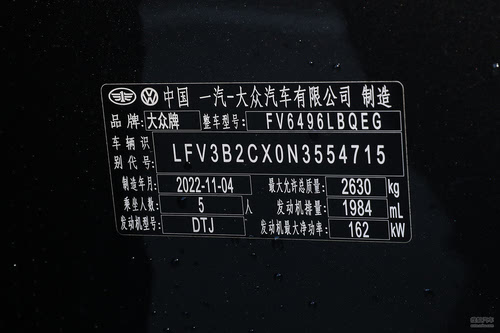 中国 一汽-大众汽车有限公司 制造
品牌: 大众牌 整车型号: FV6496LBQEG
车辆识别代号: LFV3B2CX0N3554715
制造年月: 2022-11-04 最大允许总质量: 2630 kg
乘坐人数: 5 人 发动机排量: 1984 mL
发动机型号: DTJ 发动机最大净功率: 162 kW